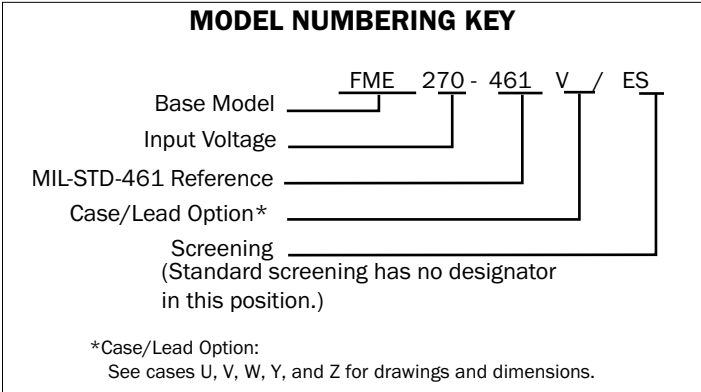 MODEL NUMBERING KEY
FME 270 - 461 V / ES
Base Model
Input Voltage
MIL-STD-461 Reference
Case/Lead Option*
Screening
(Standard screening has no designator
in this position.)
*Case/Lead Option:
See cases U, V, W, Y, and Z for drawings and dimensions.